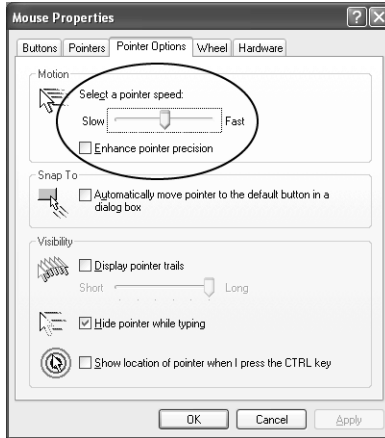 Mouse Properties
Buttons Pointers Pointer Options Wheel Hardware
Motion
Select a pointer speed:
Slow Fast
Enhance pointer precision
Snap To
Automatically move pointer to the default button in a
dialog box
Visibility
Display pointer trails
Short Long
Hide pointer while typing
Show location of pointer when I press the CTRL key
OK Cancel Apply